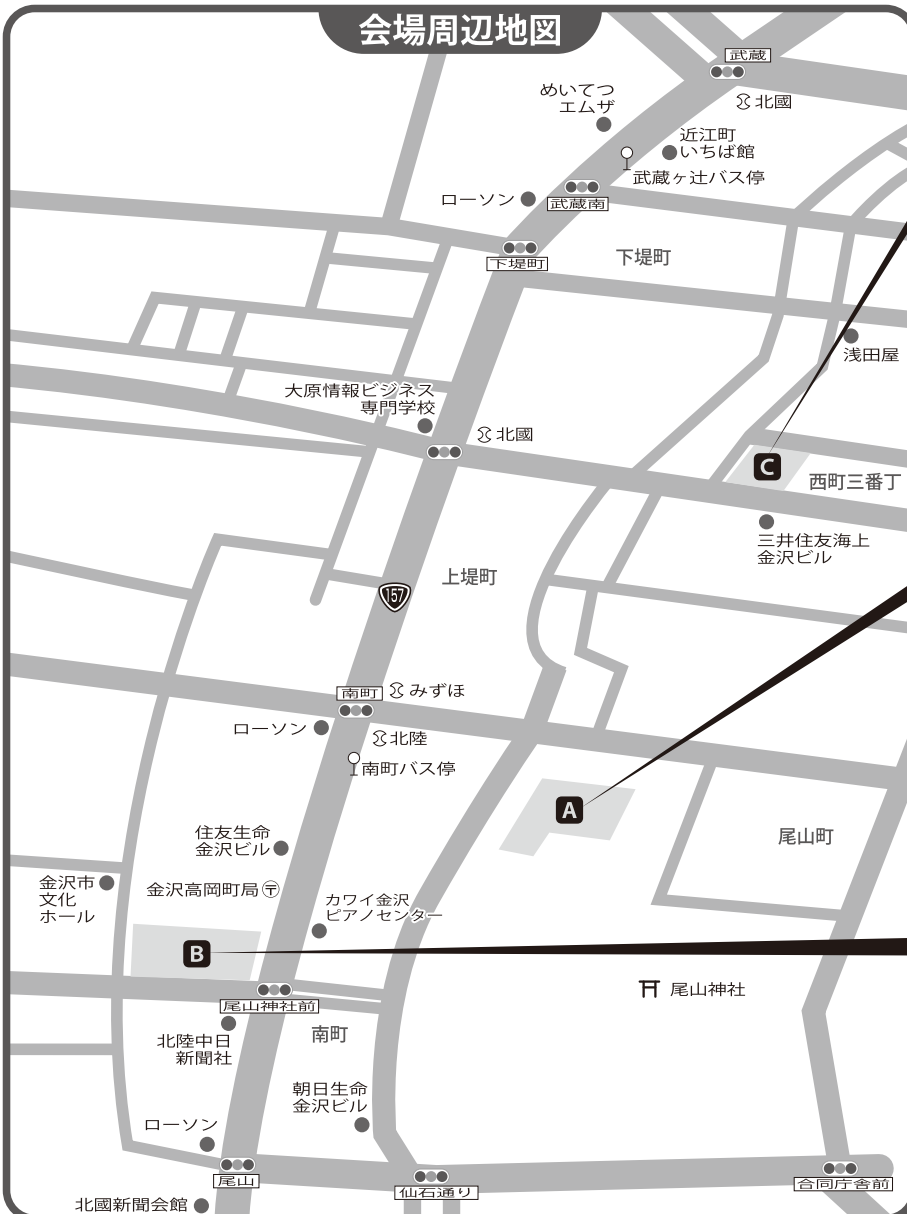 会場周辺地図
武蔵
めいてつ
エムザ
北國
近江町
いちば館
武蔵ヶ辻バス停
ローソン
武蔵南
下堤町
下堤町
浅田屋
大原情報ビジネス
専門学校
北國
C
西町三番丁
三井住友海上
金沢ビル
上堤町
157
南町
みずほ
ローソン
北陸
南町バス停
A
住友生命
金沢ビル
尾山町
金沢市
文化
ホール
金沢高岡町局〒
カワイ金沢
ピアノセンター
B
尾山神社前
尾山神社
北陸中日
新聞社
南町
朝日生命
金沢ビル
ローソン
尾山
仙石通り
合同庁舎前
北國新聞会館